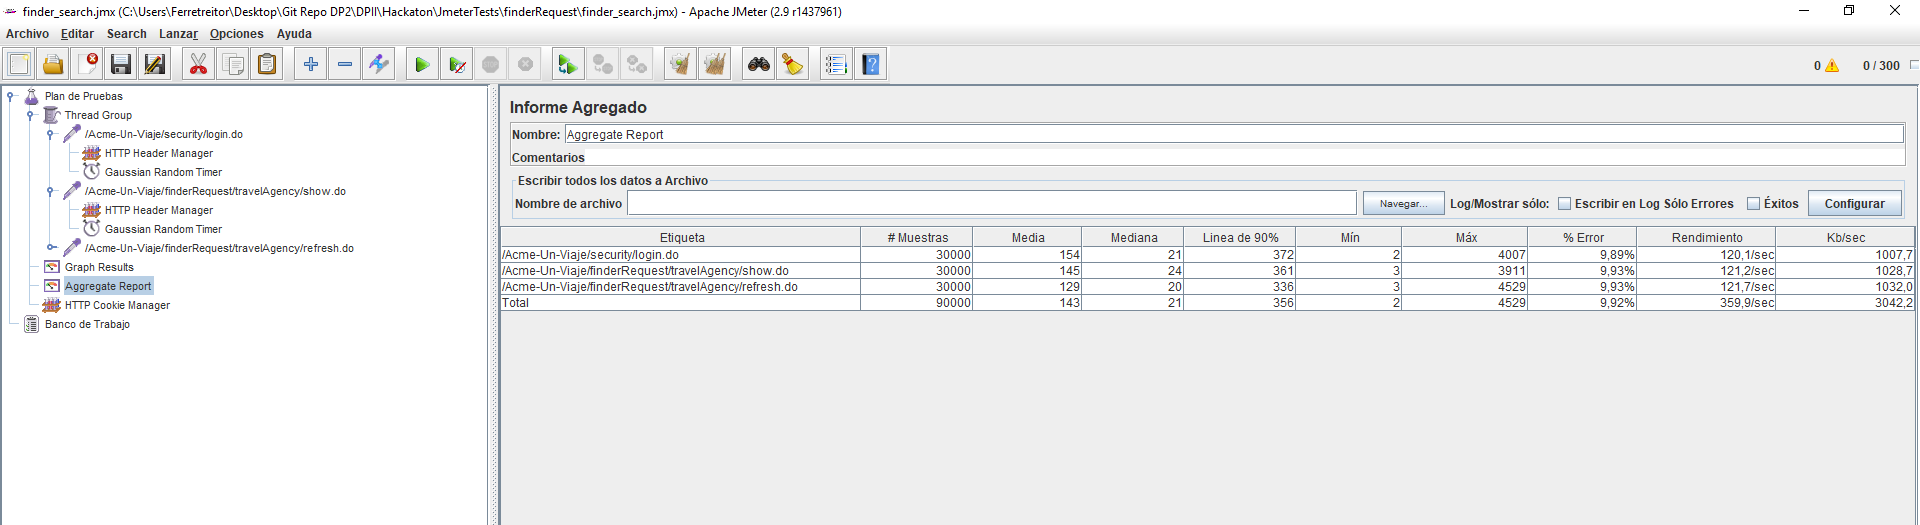 finder_search.jmx (C:\Users\Ferretreitor\Desktop\Git Repo DP2\DPII\Hackaton\JmeterTests\finderRequest\finder_search.jmx) - Apache JMeter (2.9 r1437961)
Archivo Editar Search Lanzar Opciones Ayuda
0 0 / 300
Plan de Pruebas
Thread Group
/Acme-Un-Viaje/security/login.do
HTTP Header Manager
Gaussian Random Timer
/Acme-Un-Viaje/finderRequest/travelAgency/show.do
HTTP Header Manager
Gaussian Random Timer
/Acme-Un-Viaje/finderRequest/travelAgency/refresh.do
Graph Results
Aggregate Report
HTTP Cookie Manager
Banco de Trabajo
Informe Agregado
Nombre: Aggregate Report
Comentarios
Escribir todos los datos a Archivo
Nombre de archivo Navegar... Log/Mostrar sólo: Escribir en Log Sólo Errores Éxitos Configurar
Etiqueta # Muestras Media Mediana Linea de 90% Mín Máx % Error Rendimiento Kb/sec
/Acme-Un-Viaje/security/login.do 30000 154 21 372 2 4007 9,89% 120,1/sec 1007,7
/Acme-Un-Viaje/finderRequest/travelAgency/show.do 30000 145 24 361 3 3911 9,93% 121,2/sec 1028,7
/Acme-Un-Viaje/finderRequest/travelAgency/refresh.do 30000 129 20 336 3 4529 9,93% 121,7/sec 1032,0
Total 90000 143 21 356 2 4529 9,92% 359,9/sec 3042,2